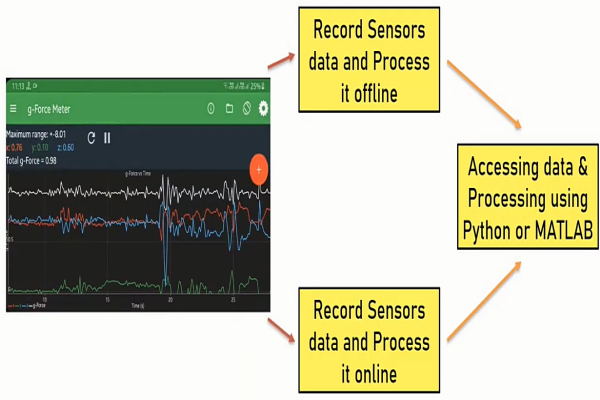 Record Sensors
data and Process
it offline
11:13
25%
g-Force Meter
Maximum range: +-8.01
x: 0.76 y: 0.10 z: 0.60
Total g-Force = 0.98
g-Force vs Time
Accessing data &
Processing using
Python or MATLAB
10 15 20 25
Time (s)
g-Force
Record Sensors
data and Process
it online